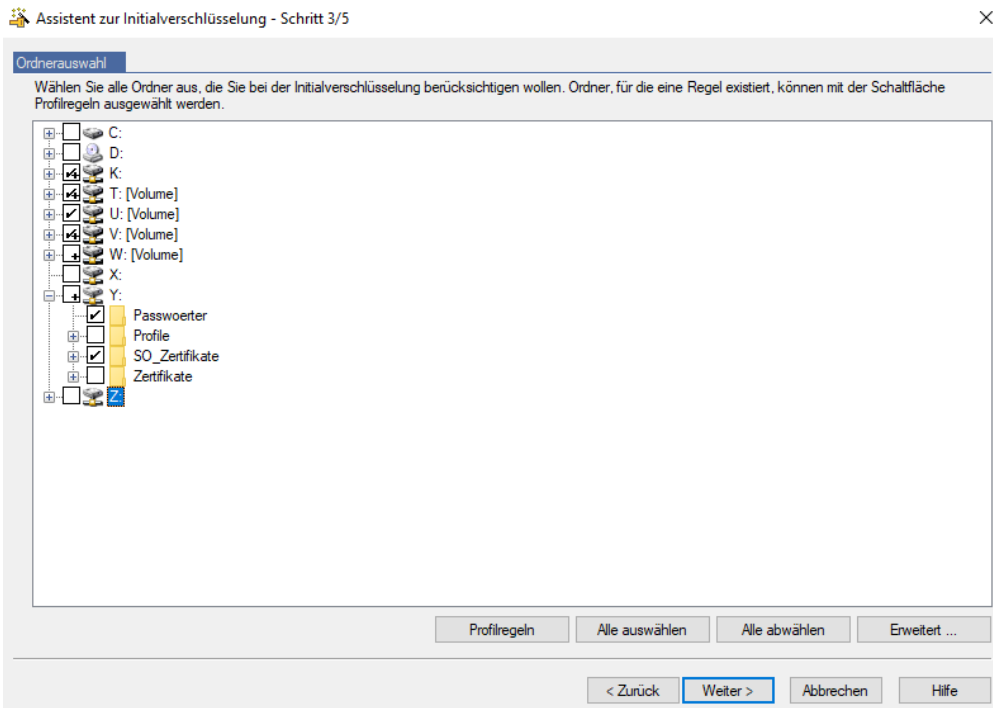 Assistent zur Initialverschlüsselung - Schritt 3/5
Ordnerauswahl
Wählen Sie alle Ordner aus, die Sie bei der Initialverschlüsselung berücksichtigen wollen. Ordner, für die eine Regel existiert, können mit der Schaltfläche
Profilregeln ausgewählt werden.
C:
D:
K:
T: [Volume]
U: [Volume]
V: [Volume]
W: [Volume]
X:
Y:
Passwoerter
Profile
SO_Zertifikate
Zertifikate
Z:
Profilregeln Alle auswählen Alle abwählen Erweitert ...
< Zurück Weiter > Abbrechen Hilfe